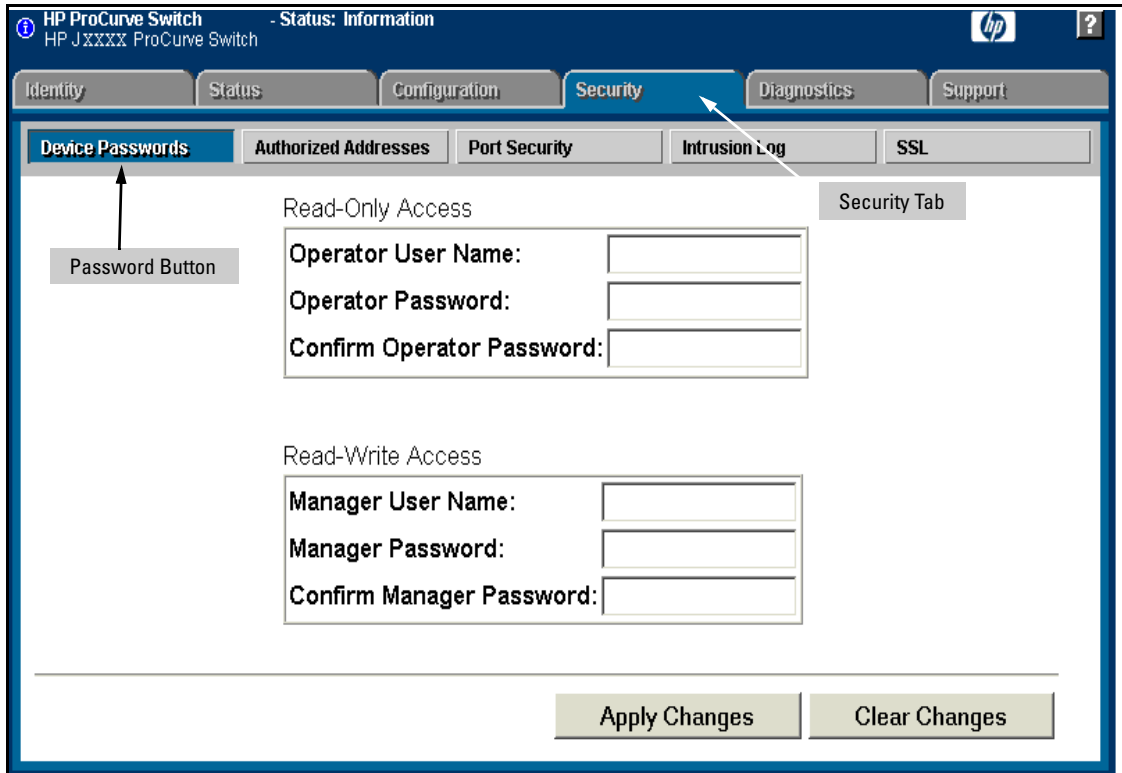 HP ProCurve Switch - Status: Information
HP JXXXX ProCurve Switch
hp
?
Identity Status Configuration Security Diagnostics Support
Device Passwords Authorized Addresses Port Security Intrusion Log SSL
Security Tab
Password Button
Read-Only Access
Operator User Name:
Operator Password:
Confirm Operator Password:
Read-Write Access
Manager User Name:
Manager Password:
Confirm Manager Password:
Apply Changes Clear Changes